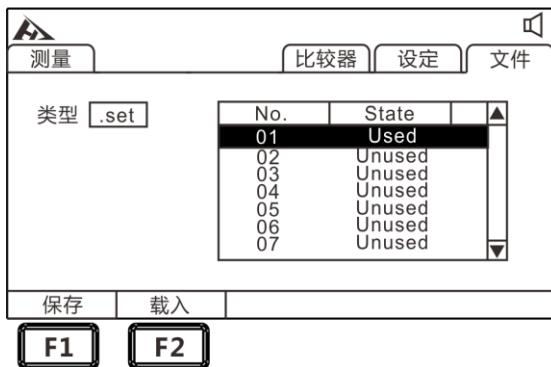 测量 比较器 设定 文件
类型 .set
No. State
01 Used
02 Unused
03 Unused
04 Unused
05 Unused
06 Unused
07 Unused
保存 载入
F1 F2